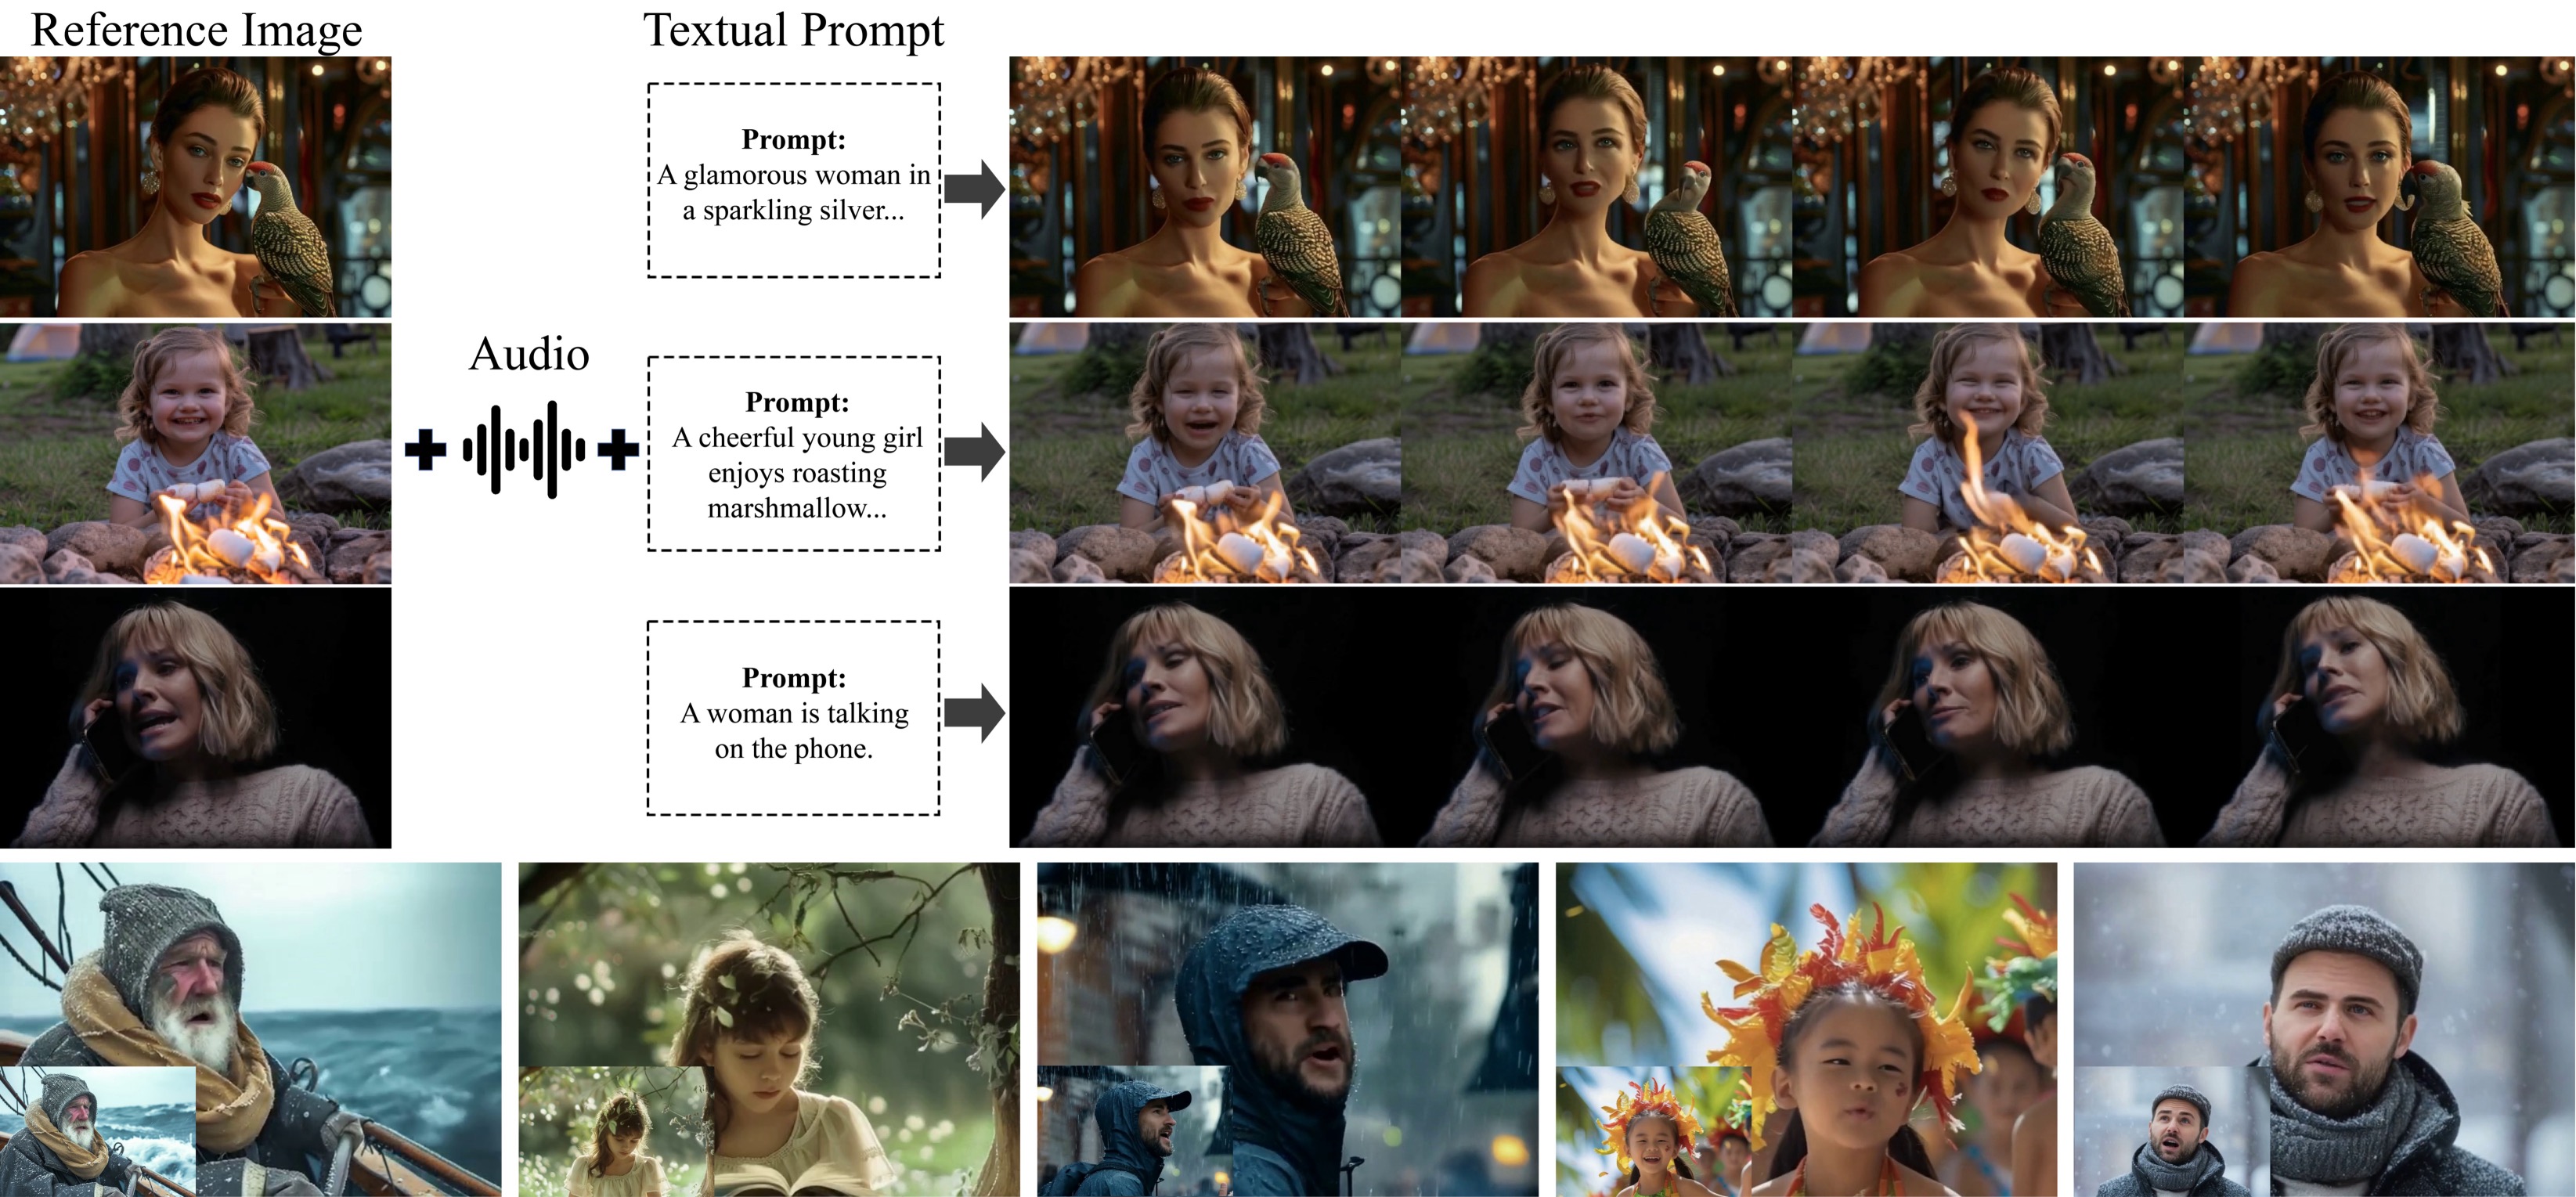 Reference Image
Textual Prompt
Prompt:
A glamorous woman in
a sparkling silver...
Audio
Prompt:
A cheerful young girl
enjoys roasting
marshmallow...
Prompt:
A woman is talking
on the phone.